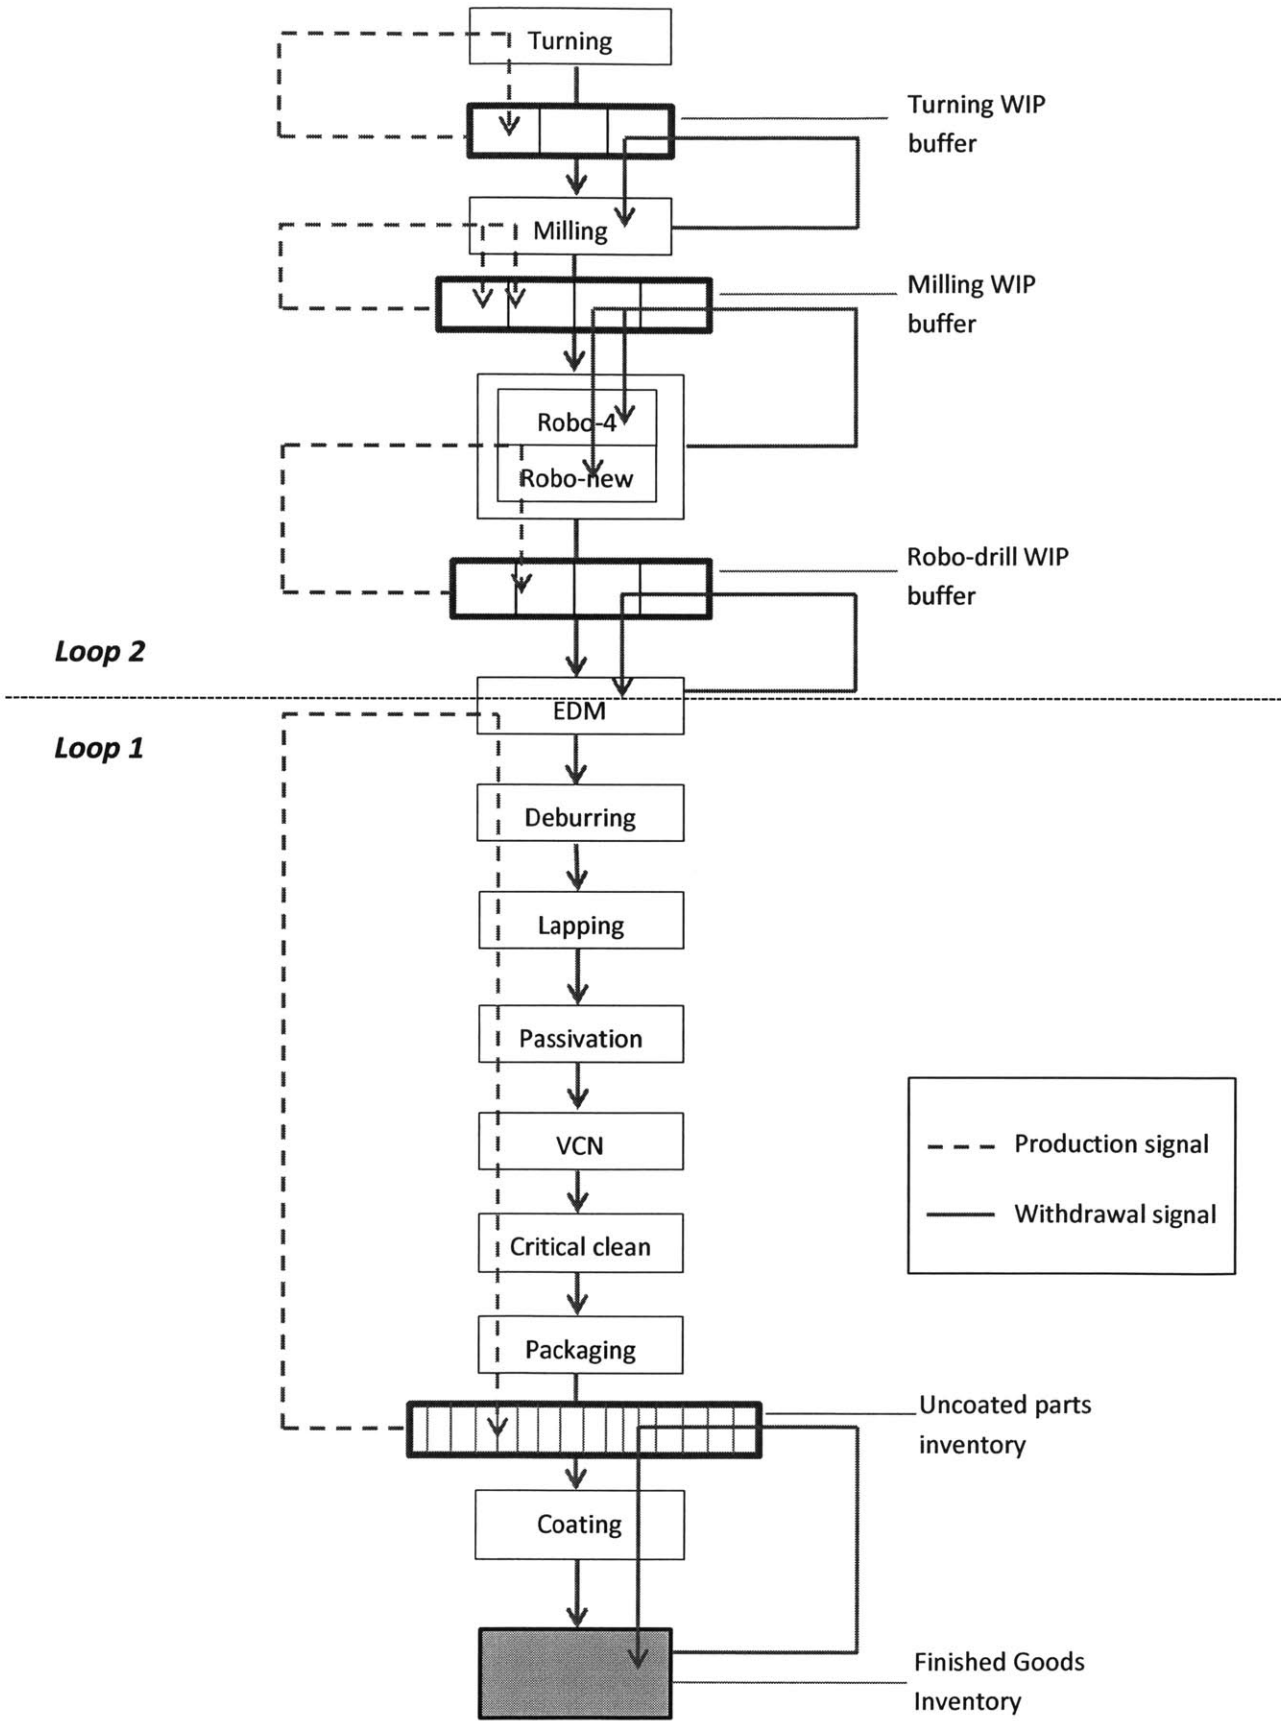 Turning
Turning WIP
buffer
Milling
Milling WIP
buffer
Robo-4
Robo-new
Robo-drill WIP
buffer
Loop 2
EDM
Loop 1
Deburring
Lapping
Passivation
VCN
Production signal
Withdrawal signal
Critical clean
Packaging
Uncoated parts
inventory
Coating
Finished Goods
Inventory